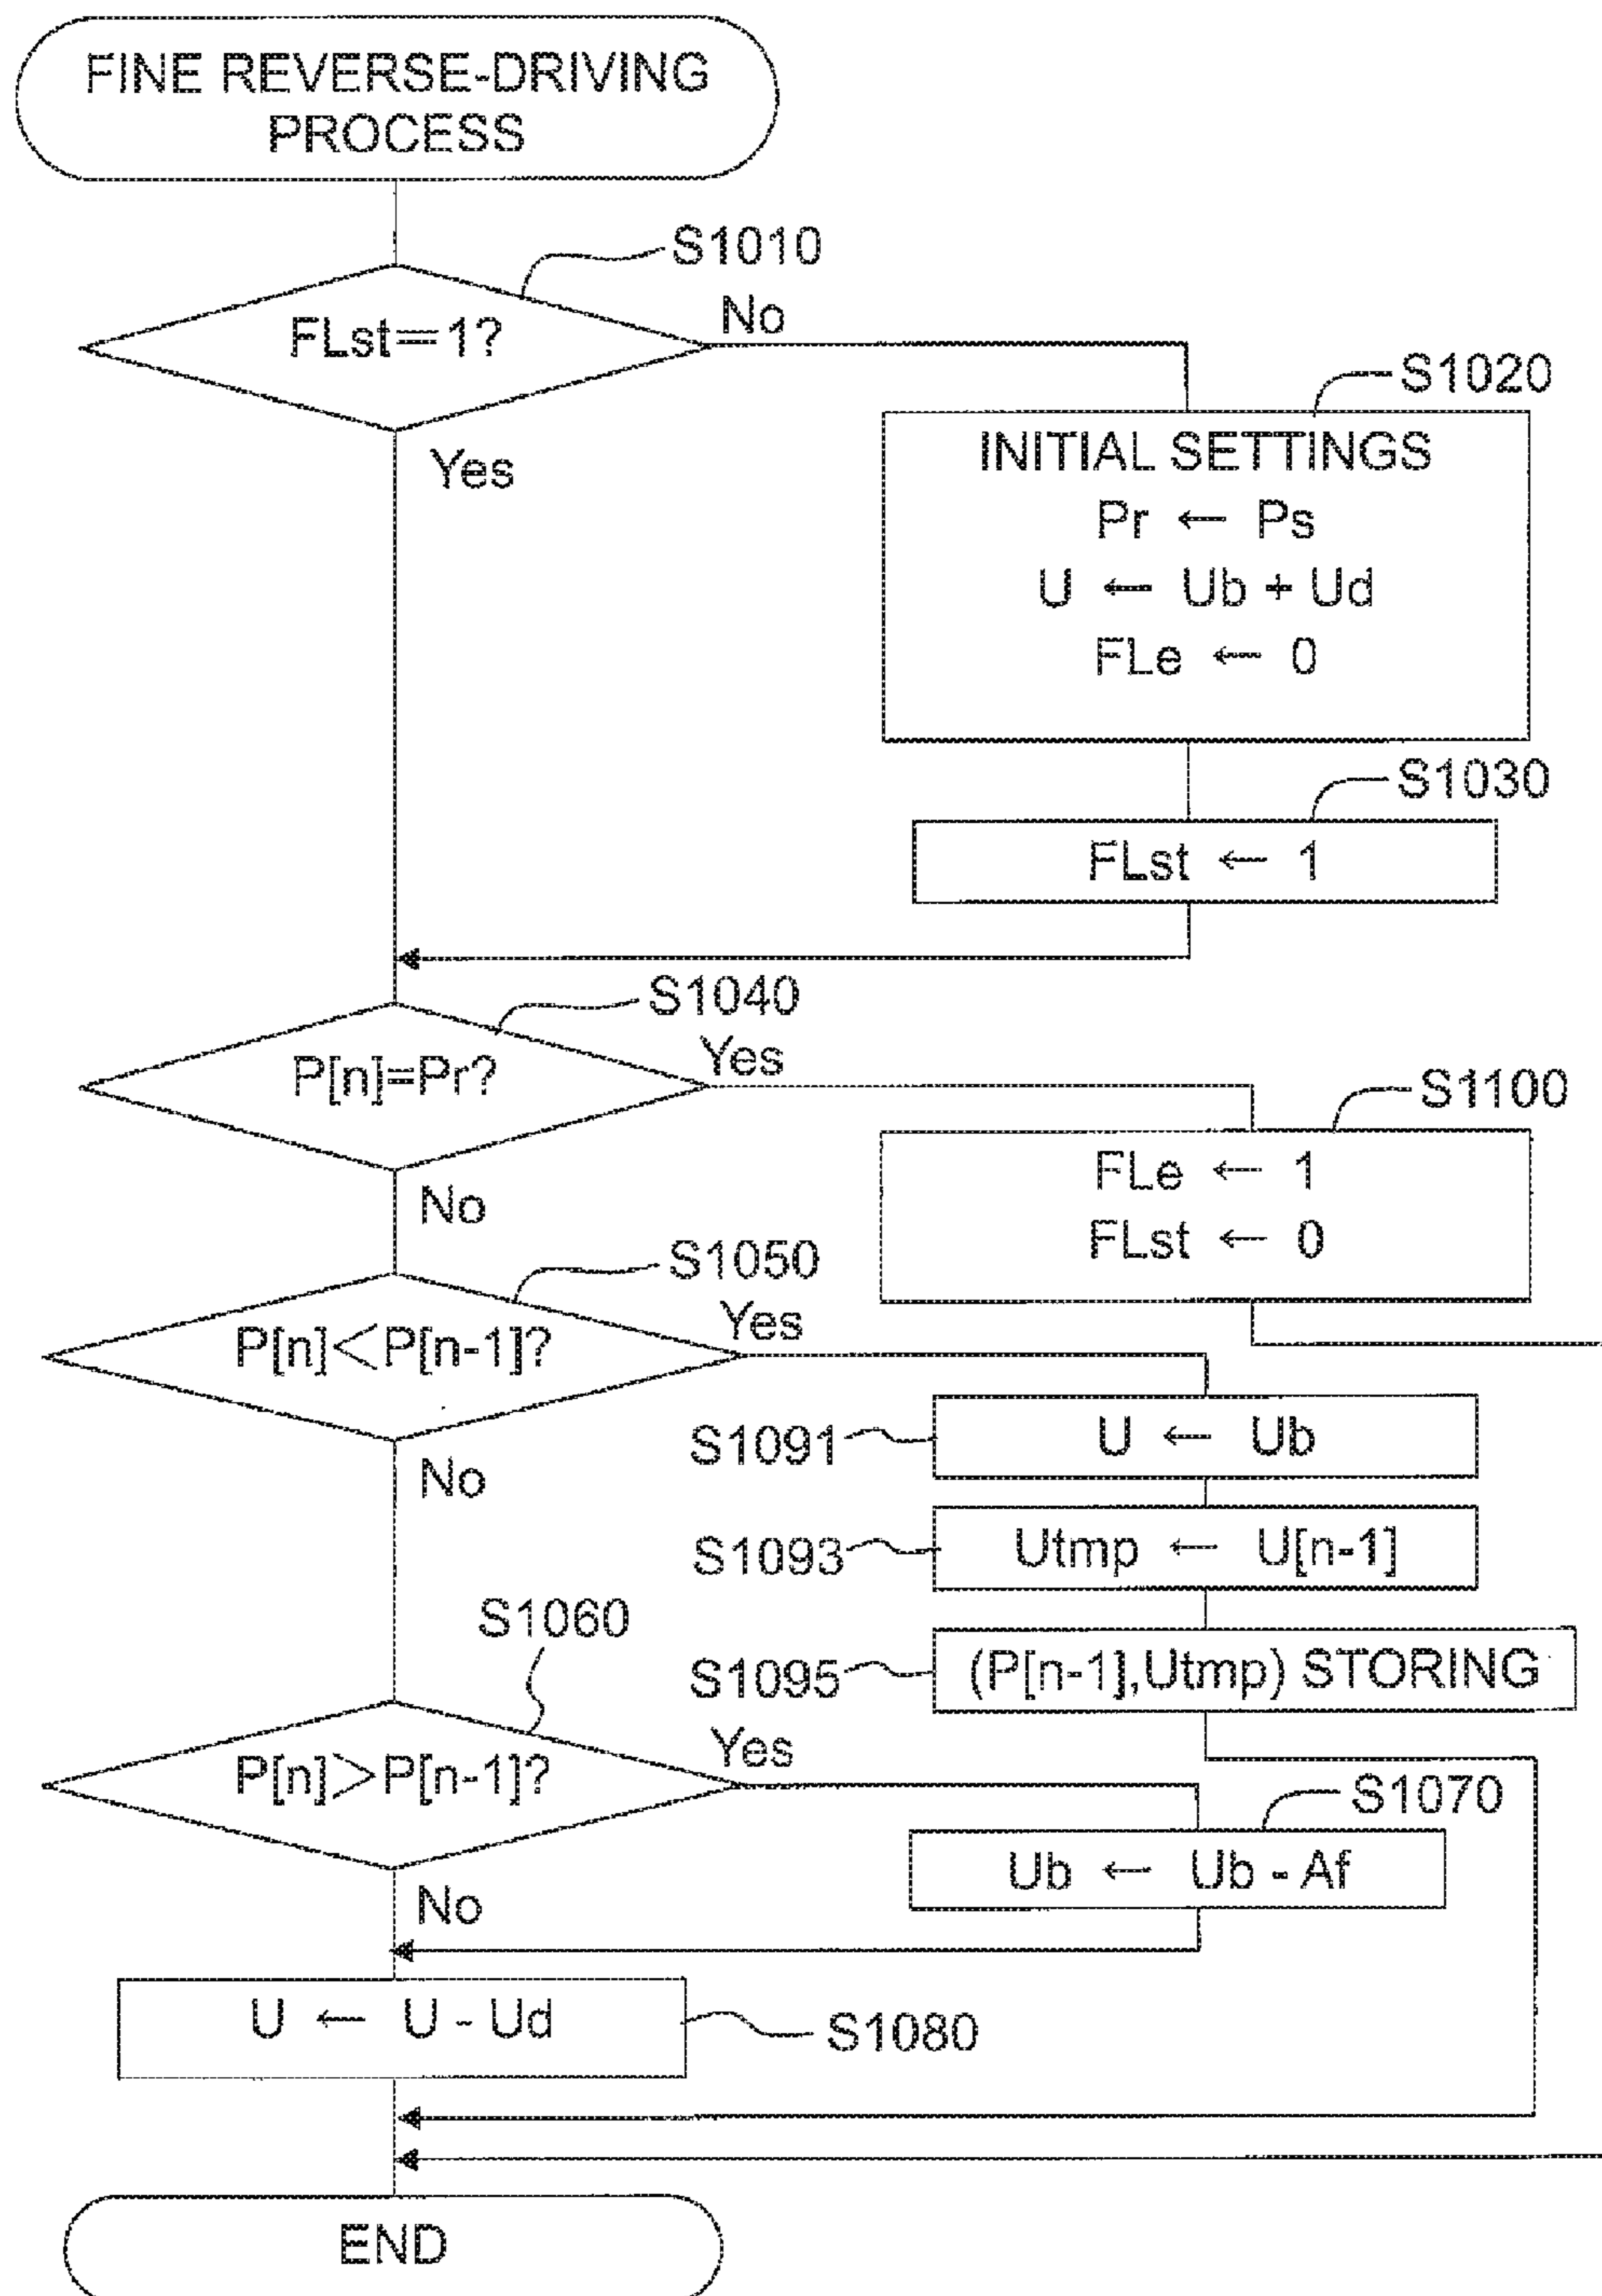 FINE REVERSE-DRIVING
PROCESS
S1010
FLst=1?
No
Yes
S1020
INITIAL SETTINGS
Pr ← Ps
U ← Ub + Ud
FLe ← 0
S1030
FLst ← 1
S1040
P[n]=Pr?
Yes
No
S1100
FLe ← 1
FLst ← 0
S1050
P[n]<P[n-1]?
Yes
No
S1091
U ← Ub
S1093
Utmp ← U[n-1]
S1095
(P[n-1],Utmp) STORING
S1060
P[n]>P[n-1]?
Yes
No
S1070
Ub ← Ub - Af
U ← U - Ud
S1080
END